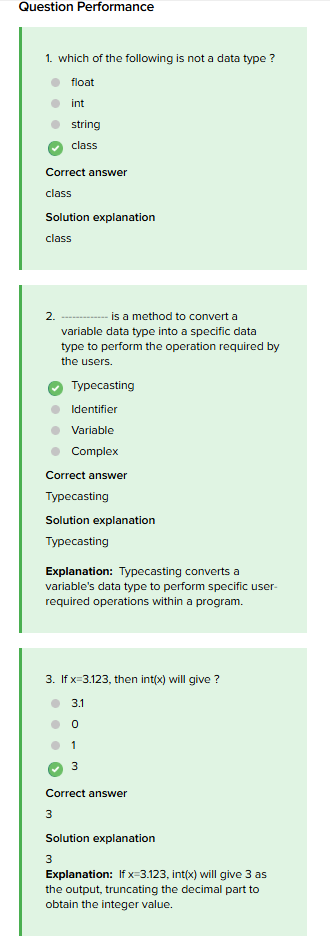 Question Performance
1. which of the following is not a data type ?
float
int
string
class
Correct answer
class
Solution explanation
class
2. ------------- is a method to convert a
variable data type into a specific data
type to perform the operation required by
the users.
Typecasting
Identifier
Variable
Complex
Correct answer
Typecasting
Solution explanation
Typecasting
Explanation: Typecasting converts a
variable's data type to perform specific user-
required operations within a program.
3. If x=3.123, then int(x) will give ?
3.1
0
1
3
Correct answer
3
Solution explanation
3
Explanation: If x=3.123, int(x) will give 3 as
the output, truncating the decimal part to
obtain the integer value.